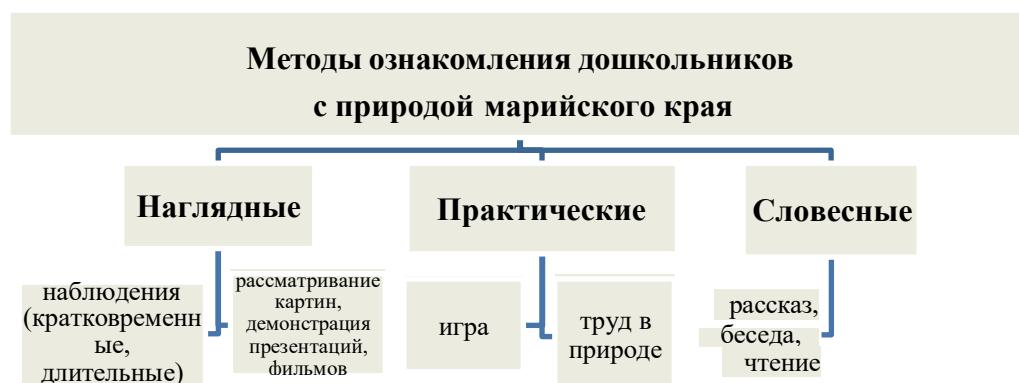 Методы ознакомления дошкольников
с природой марийского края
Наглядные
Практические
Словесные
наблюдения
(кратковременн
ые,
длительные)
рассматривание
картин,
демонстрация
презентаций,
фильмов
игра
труд в
природе
рассказ,
беседа,
чтение